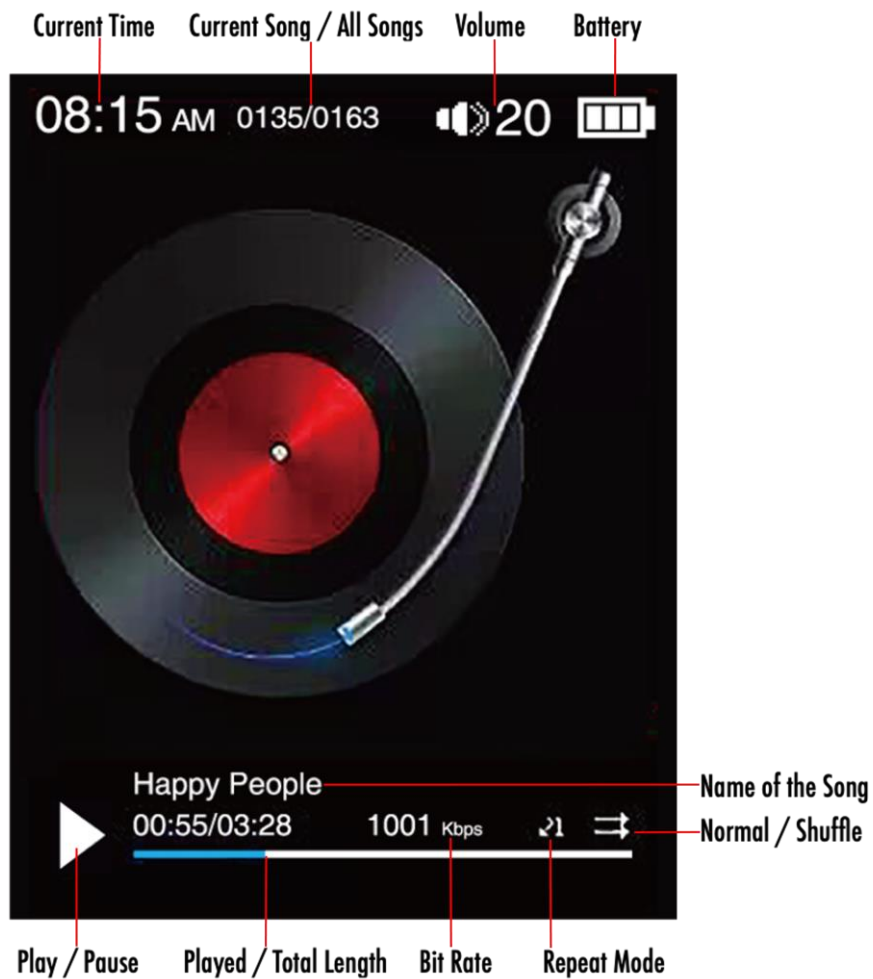 Current Time Current Song / All Songs Volume Battery
08:15 AM 0135/0163 20
Happy People
Name of the Song
00:55/03:28 1001 Kbps 1
Normal / Shuffle
Play / Pause Played / Total Length Bit Rate Repeat Mode